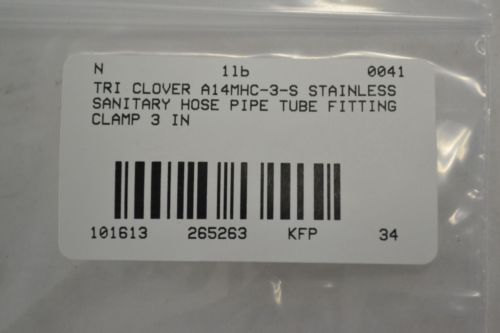 N 1lb 0041
TRI CLOVER A14MHC-3-S STAINLESS
SANITARY HOSE PIPE TUBE FITTING
CLAMP 3 IN
101613 265263 KFP 34